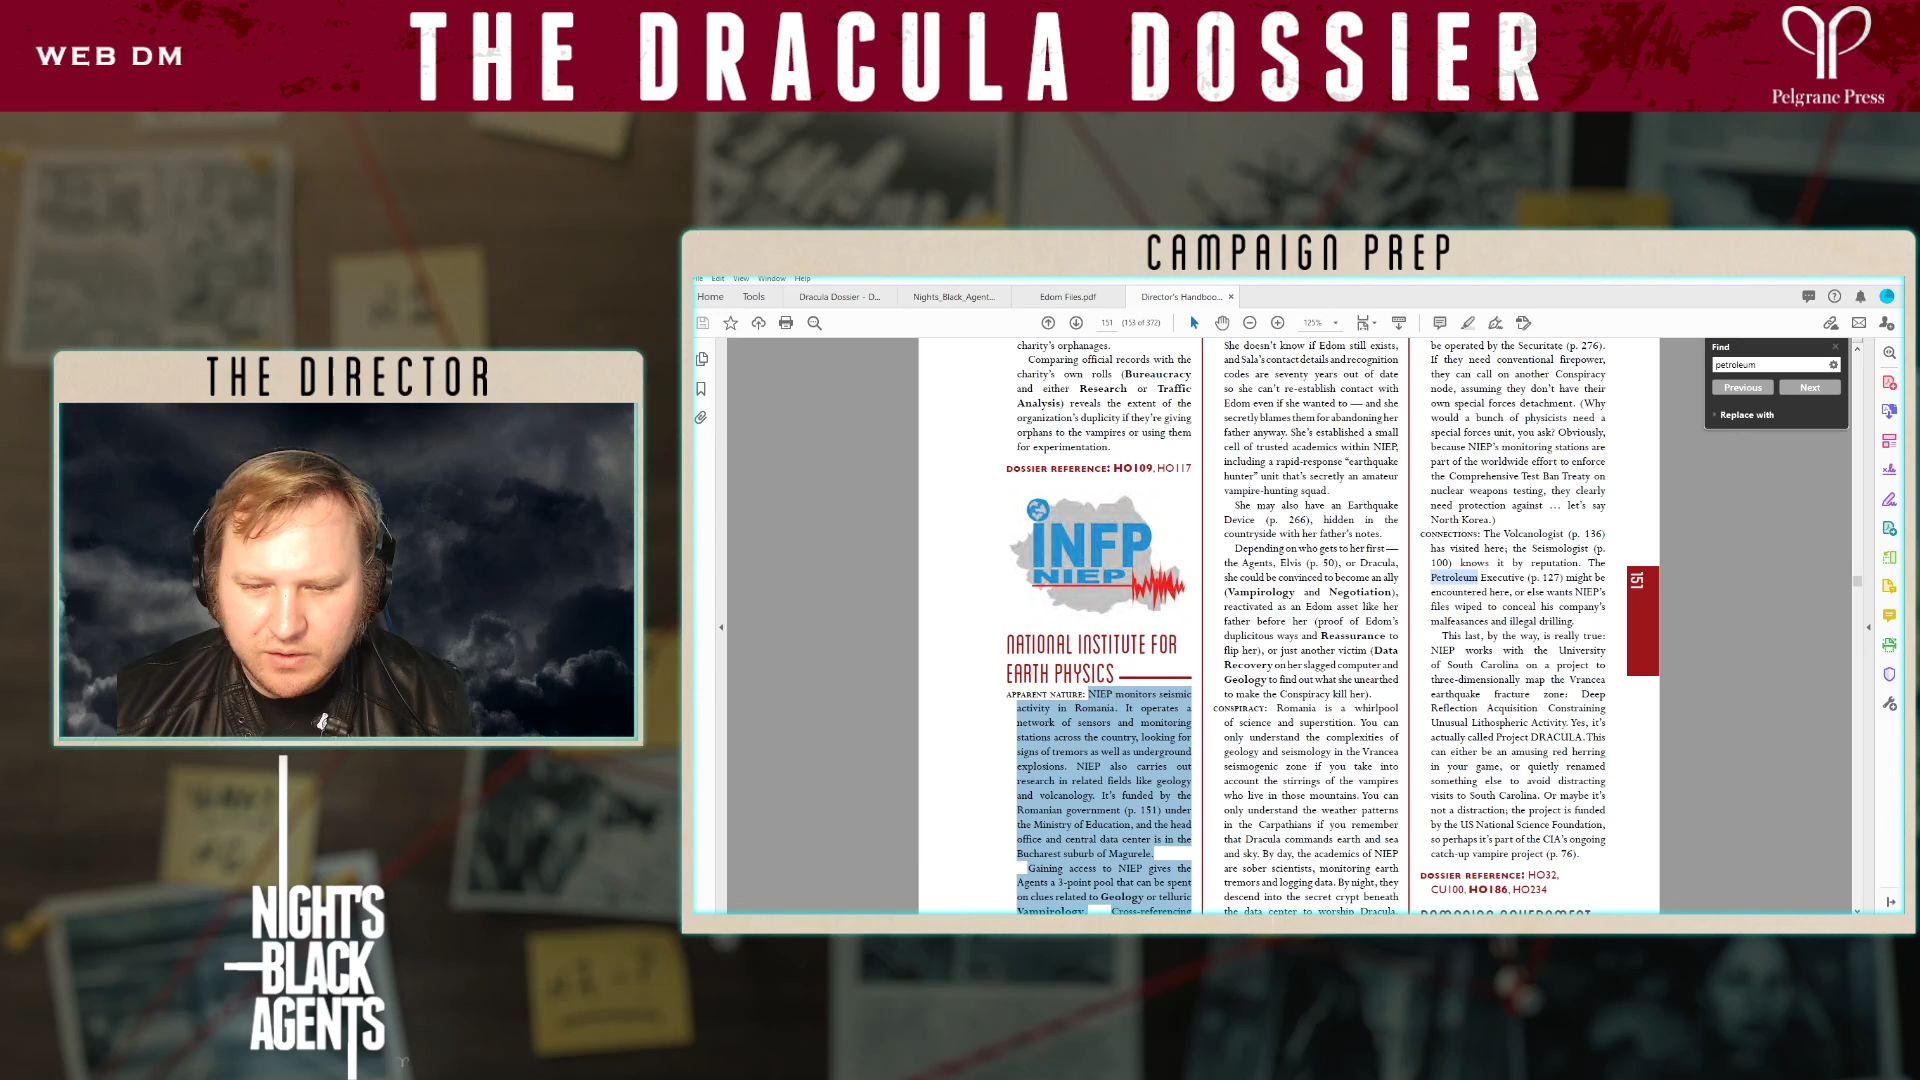 WEB DM
THE DRACULA DOSSIER
Pelgrane Press
CAMPAIGN PREP
Edit View Window Help
Home Tools Dracula Dossier - D... Nights_Black_Agent... Edom Files.pdf Director's Handboo... ×
151 (153 of 372) 125%
charity's orphanages.
Comparing official records with the
charity's own rolls (Bureaucracy
and either Research or Traffic
Analysis) reveals the extent of the
organization's duplicity if they're giving
orphans to the vampires or using them
for experimentation.
DOSSIER REFERENCE: HO109, HO117
INFP
NIEP
NATIONAL INSTITUTE FOR
EARTH PHYSICS
APPARENT NATURE: NIEP monitors seismic
activity in Romania. It operates a
network of sensors and monitoring
stations across the country, looking for
signs of tremors as well as underground
explosions. NIEP also carries out
research in related fields like geology
and volcanology. It's funded by the
Romanian government (p. 151) under
the Ministry of Education, and the head
office and central data center is in the
Bucharest suburb of Magurele.
Gaining access to NIEP gives the
Agents a 3-point pool that can be spent
on clues related to Geology or telluric
Vampirology. Cross-referencing
She doesn't know if Edom still exists,
and Sala's contact details and recognition
codes are seventy years out of date
so she can't re-establish contact with
Edom even if she wanted to — and she
secretly blames them for abandoning her
father anyway. She's established a small
cell of trusted academics within NIEP,
including a rapid-response “earthquake
hunter” unit that's secretly an amateur
vampire-hunting squad.
She may also have an Earthquake
Device (p. 266), hidden in the
countryside with her father's notes.
Depending on who gets to her first —
the Agents, Elvis (p. 50), or Dracula,
she could be convinced to become an ally
(Vampirology and Negotiation),
reactivated as an Edom asset like her
father before her (proof of Edom's
duplicitous ways and Reassurance to
flip her), or just another victim (Data
Recovery on her slagged computer and
Geology to find out what she unearthed
to make the Conspiracy kill her).
CONSPIRACY: Romania is a whirlpool
of science and superstition. You can
only understand the complexities of
geology and seismology in the Vrancea
seismogenic zone if you take into
account the stirrings of the vampires
who live in those mountains. You can
only understand the weather patterns
in the Carpathians if you remember
that Dracula commands earth and sea
and sky. By day, the academics of NIEP
are sober scientists, monitoring earth
tremors and logging data. By night, they
descend into the secret crypt beneath
the data center to worship Dracula.
be operated by the Securitate (p. 276).
If they need conventional firepower,
they can call on another Conspiracy
node, assuming they don't have their
own special forces detachment. (Why
would a bunch of physicists need a
special forces unit, you ask? Obviously,
because NIEP's monitoring stations are
part of the worldwide effort to enforce
the Comprehensive Test Ban Treaty on
nuclear weapons testing, they clearly
need protection against … let's say
North Korea.)
CONNECTIONS: The Volcanologist (p. 136)
has visited here; the Seismologist (p.
100) knows it by reputation. The
Petroleum Executive (p. 127) might be
encountered here, or else wants NIEP's
files wiped to conceal his company's
malfeasances and illegal drilling.
This last, by the way, is really true:
NIEP works with the University
of South Carolina on a project to
three-dimensionally map the Vrancea
earthquake fracture zone: Deep
Reflection Acquisition Constraining
Unusual Lithospheric Activity. Yes, it's
actually called Project DRACULA. This
can either be an amusing red herring
in your game, or quietly renamed
something else to avoid distracting
visits to South Carolina. Or maybe it's
not a distraction; the project is funded
by the US National Science Foundation,
so perhaps it's part of the CIA's ongoing
catch-up vampire project (p. 76).
DOSSIER REFERENCE: HO32,
CU100, HO186, HO234
151
Find
petroleum
Previous Next
Replace with
THE DIRECTOR
NIGHT'S
BLACK
AGENTS